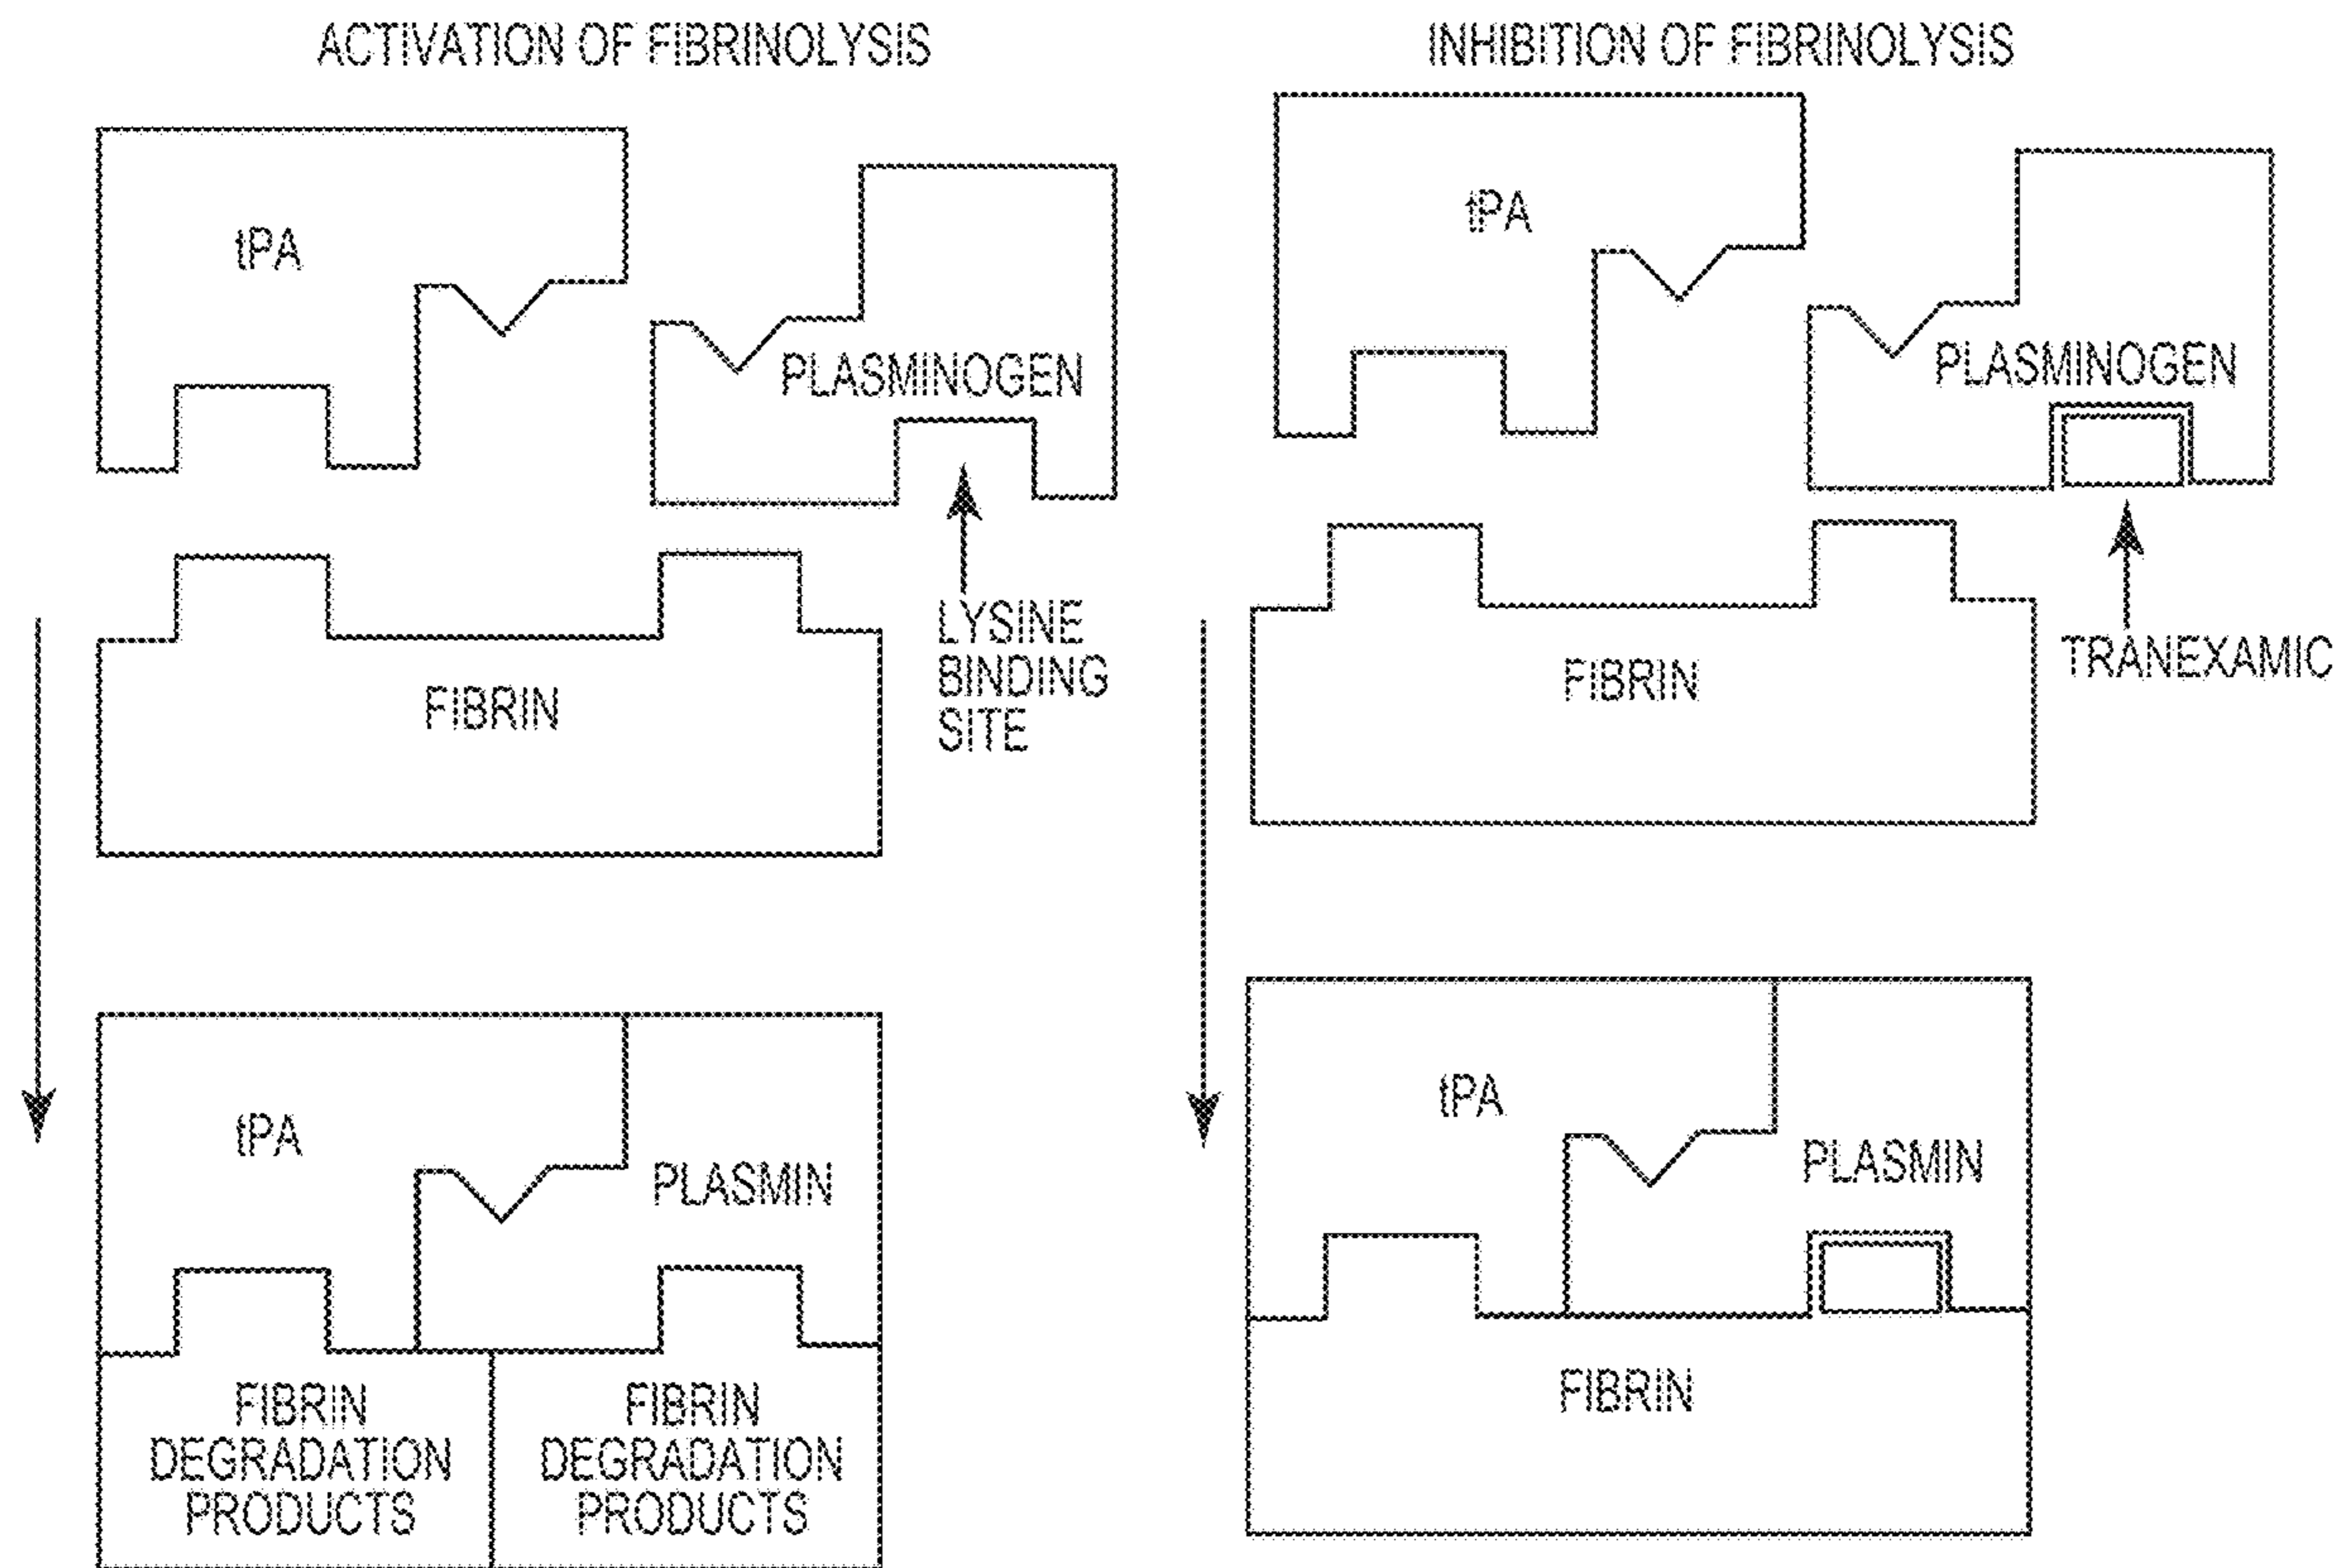 ACTIVATION OF FIBRINOLYSIS
tPA
PLASMINOGEN
LYSINE
BINDING
SITE
FIBRIN
tPA
PLASMIN
FIBRIN
DEGRADATION
PRODUCTS
FIBRIN
DEGRADATION
PRODUCTS
INHIBITION OF FIBRINOLYSIS
tPA
PLASMINOGEN
TRANEXAMIC
FIBRIN
tPA
PLASMIN
FIBRIN